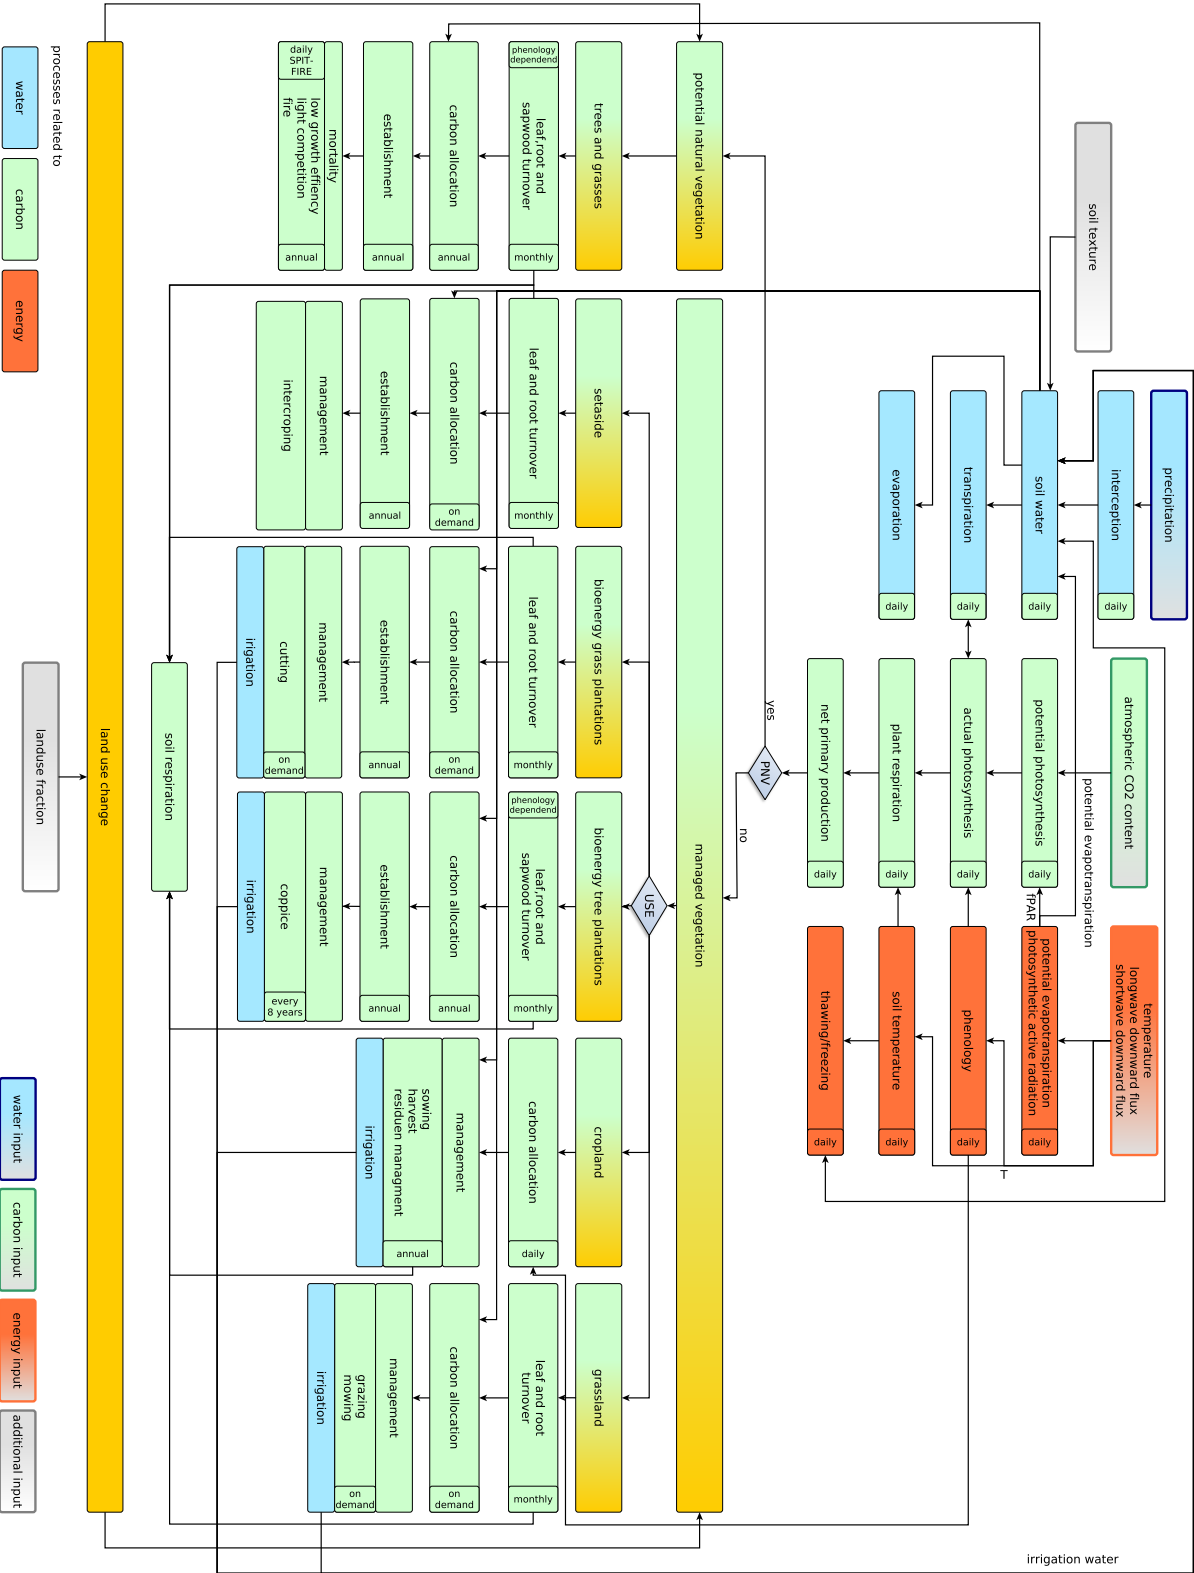 precipitation
interception
daily
soil water
daily
transpiration
daily
evaporation
daily
soil texture
atmospheric CO2 content
potential evapotranspiration
potential photosynthesis
daily
fPAR
actual photosynthesis
daily
plant respiration
daily
net primary production
daily
temperature
longwave downward flux
shortwave downward flux
potential evapotranspiration
photosynthetic active radiation
daily
phenology
daily
soil temperature
daily
thawing/freezing
daily
T
irrigation water
PNV
yes
no
potential natural vegetation
managed vegetation
USE
trees and grasses
phenology
dependend
leaf,root and
sapwood turnover
monthly
carbon allocation
annual
establishment
annual
mortality
daily
SPIT-
FIRE
low growth effiency
light competition
fire
annual
setaside
leaf and root turnover
monthly
carbon allocation
on
demand
establishment
annual
management
intercroping
bioenergy grass plantations
leaf and root turnover
monthly
carbon allocation
on
demand
establishment
annual
management
cutting
on
demand
irrigation
bioenergy tree plantations
phenology
dependend
leaf,root and
sapwood turnover
monthly
carbon allocation
annual
establishment
annual
management
coppice
every
8 years
irrigation
cropland
carbon allocation
daily
management
sowing
harvest
residuen managment
annual
irrigation
grassland
leaf and root
turnover
monthly
carbon allocation
on
demand
management
grazing
mowing
on
demand
irrigation
soil respiration
land use change
landuse fraction
processes related to
water
carbon
energy
water input
carbon input
energy input
additional input